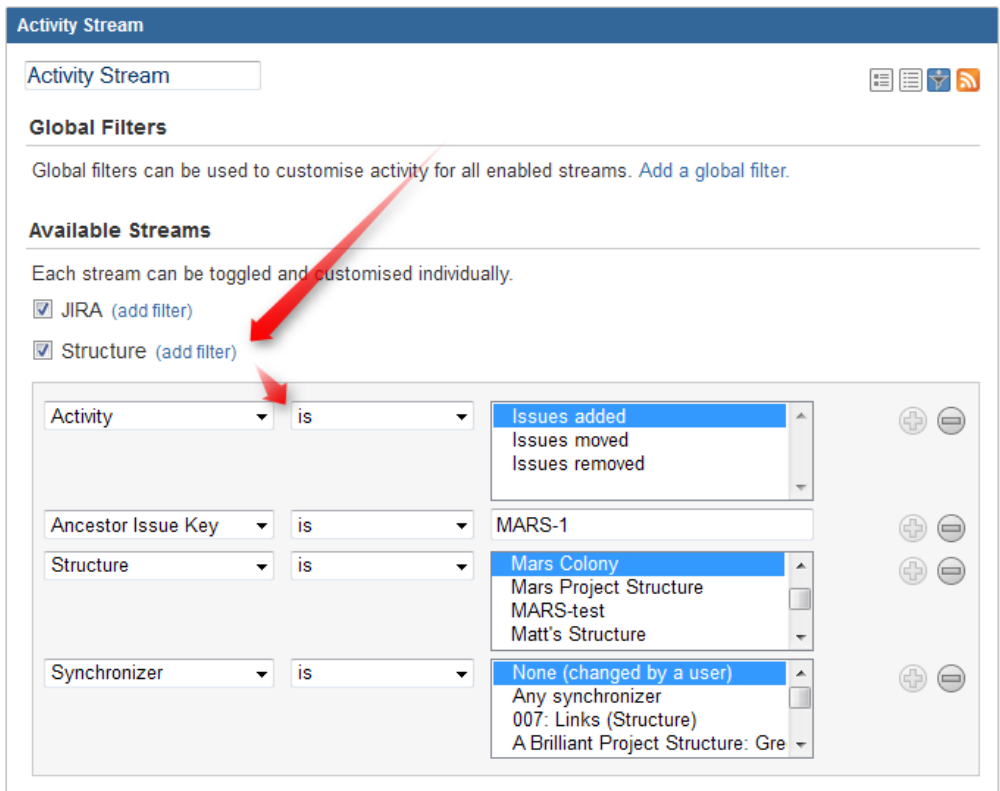 Activity Stream
Activity Stream
Global Filters
Global filters can be used to customise activity for all enabled streams. Add a global filter.
Available Streams
Each stream can be toggled and customised individually.
JIRA (add filter)
Structure (add filter)
Activity is Issues added
Issues moved
Issues removed
Ancestor Issue Key is MARS-1
Structure is Mars Colony
Mars Project Structure
MARS-test
Matt's Structure
Synchronizer is None (changed by a user)
Any synchronizer
007: Links (Structure)
A Brilliant Project Structure: Gre